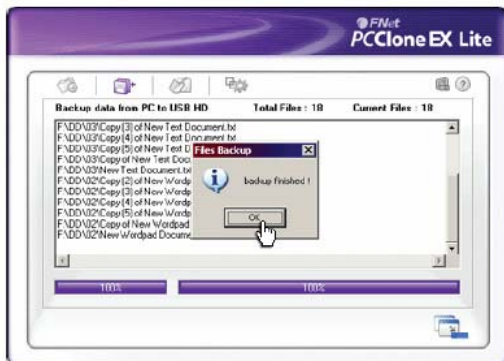 FNet
PCClone EX Lite
Backup data from PC to USB HD Total Files : 18 Current Files : 18
F:\DD\03\Copy (3) of New Text Document.txt
F:\DD\03\Copy (4) of New Text Document.txt
F:\DD\03\Copy (5) of New Text D
F:\DD\03\Copy of New Text Docu
F:\DD\03\New Text Document.txt
F:\DD\02\Copy (2) of New Wordp
F:\DD\02\Copy (3) of New Wordp
F:\DD\02\Copy (4) of New Wordp
F:\DD\02\Copy (5) of New Wordp
F:\DD\02\Copy of New Wordpad
F:\DD\02\New Wordpad Docume
Files Backup
backup finished !
OK
100% 100%